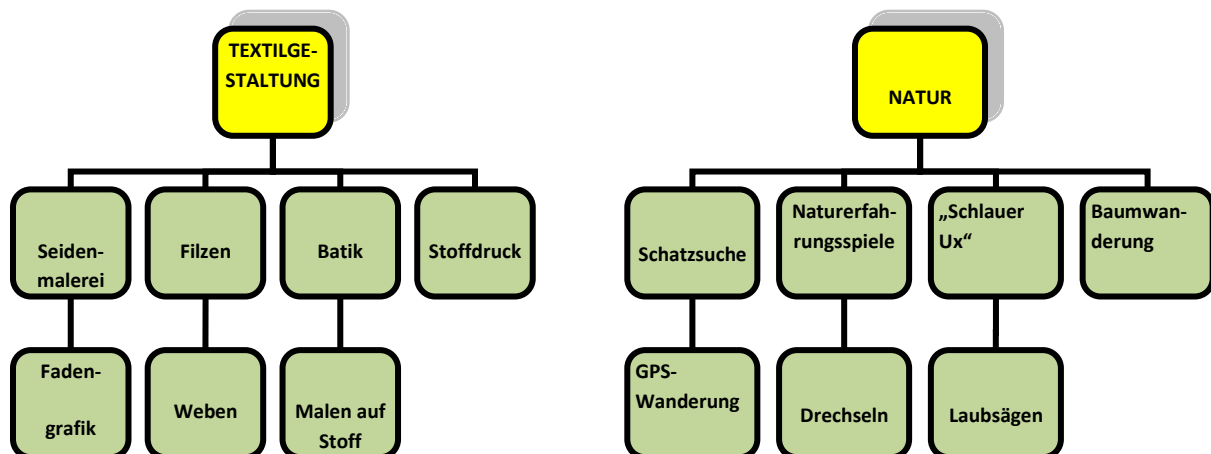 TEXTILGE-
STALTUNG
Seiden-
malerei
Filzen
Batik
Stoffdruck
Faden-
grafik
Weben
Malen auf
Stoff
NATUR
Schatzsuche
Naturerfah-
rungsspiele
„Schlauer
Ux“
Baumwan-
derung
GPS-
Wanderung
Drechseln
Laubsägen